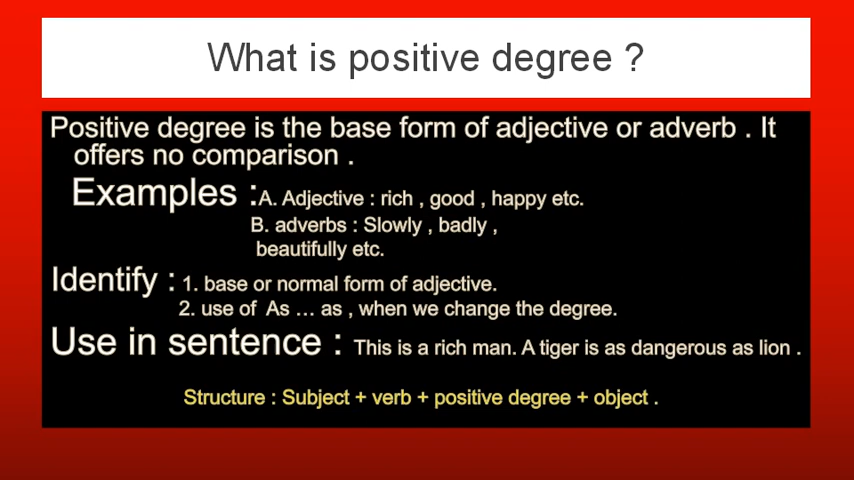 What is positive degree ?
Positive degree is the base form of adjective or adverb . It
offers no comparison .
Examples : A. Adjective : rich , good , happy etc.
B. adverbs : Slowly , badly ,
beautifully etc.
Identify : 1. base or normal form of adjective.
2. use of As ... as , when we change the degree.
Use in sentence : This is a rich man. A tiger is as dangerous as lion .
Structure : Subject + verb + positive degree + object .